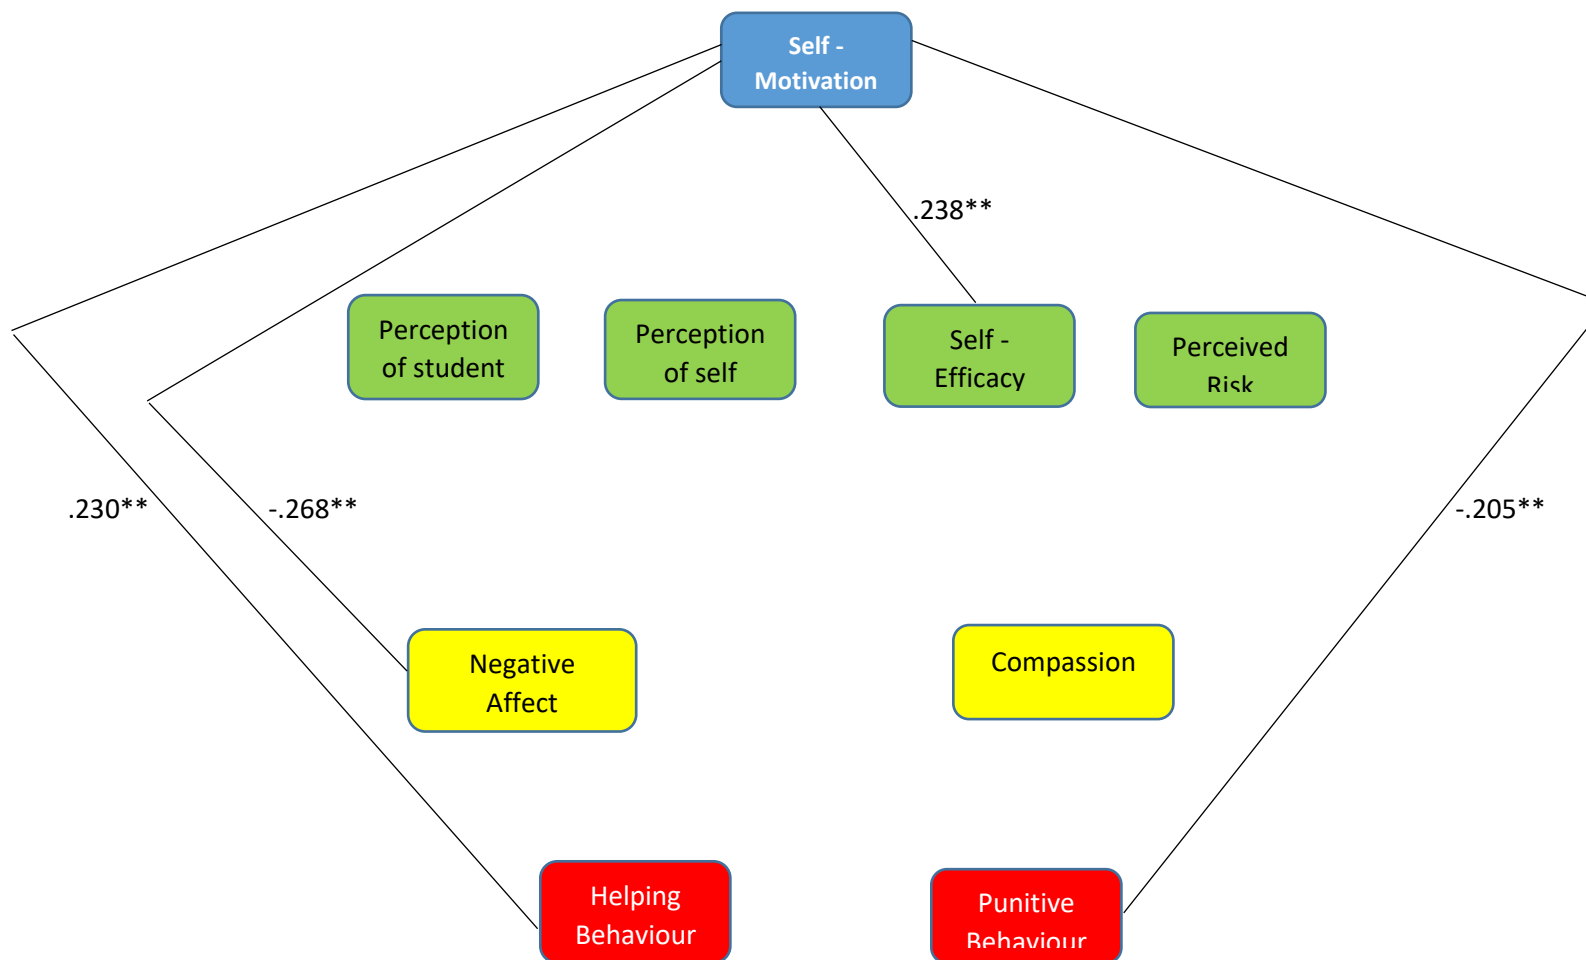 Self -
Motivation
.238**
Perception
of student
Perception
of self
Self -
Efficacy
Perceived
Risk
.230**
-.268**
-.205**
Negative
Affect
Compassion
Helping
Behaviour
Punitive
Behaviour